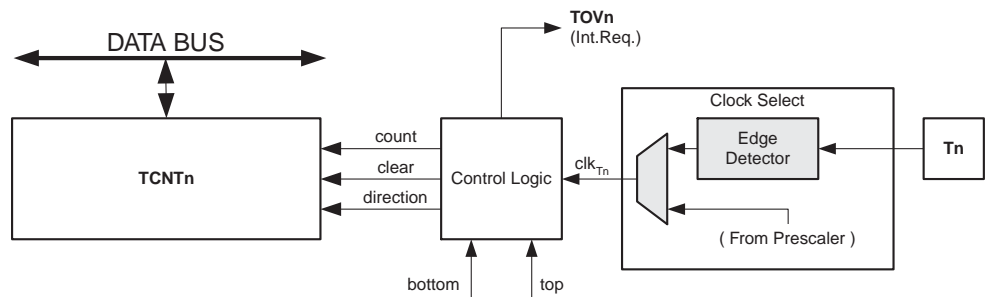 TOVn
(Int.Req.)
DATA BUS
Clock Select
count
Edge
Detector
Tn
TCNTn
clear
Control Logic
clkTn
direction
( From Prescaler )
bottom
top